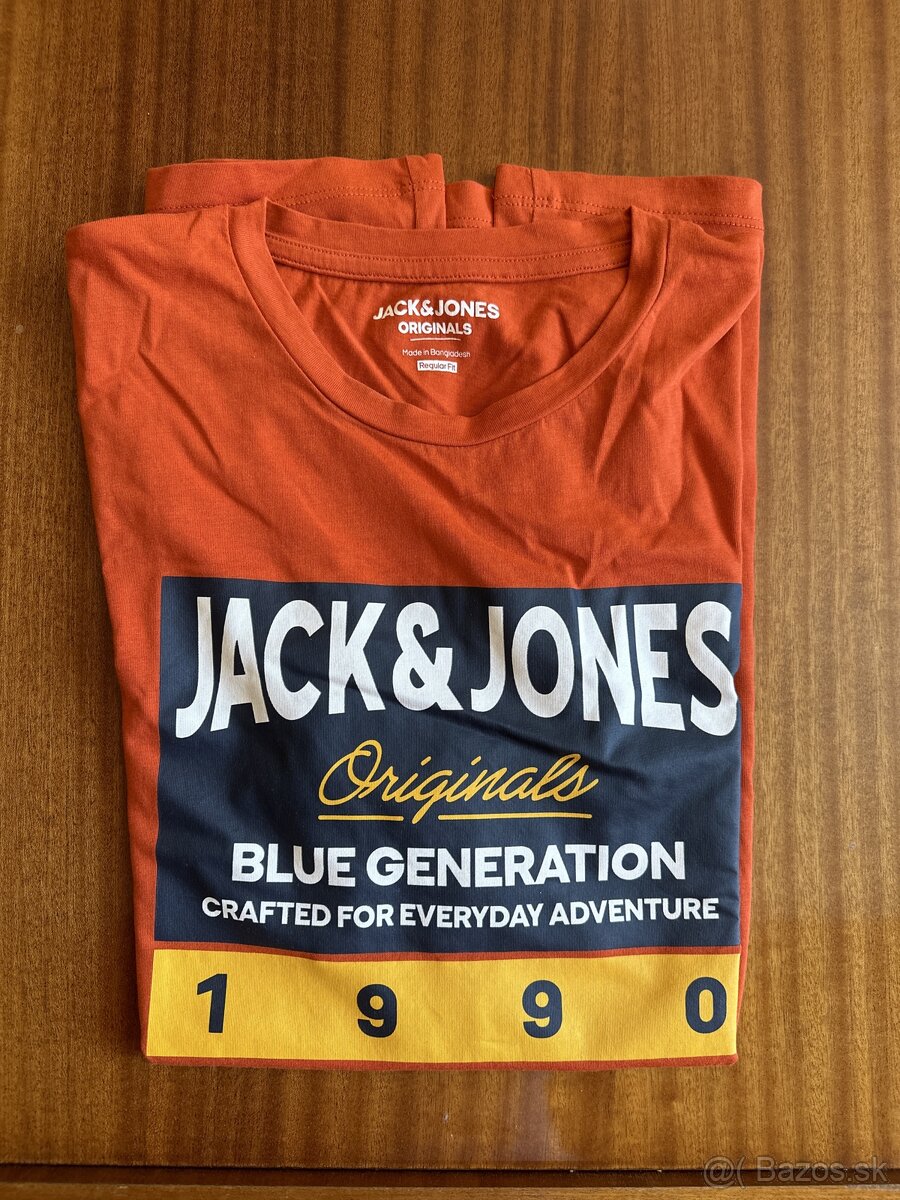 JACK&JONES
ORIGINALS
Made in Bangladesh
Regular Fit
JACK&JONES
Originals
BLUE GENERATION
CRAFTED FOR EVERYDAY ADVENTURE
1 9 9 0
@( Bazos.sk